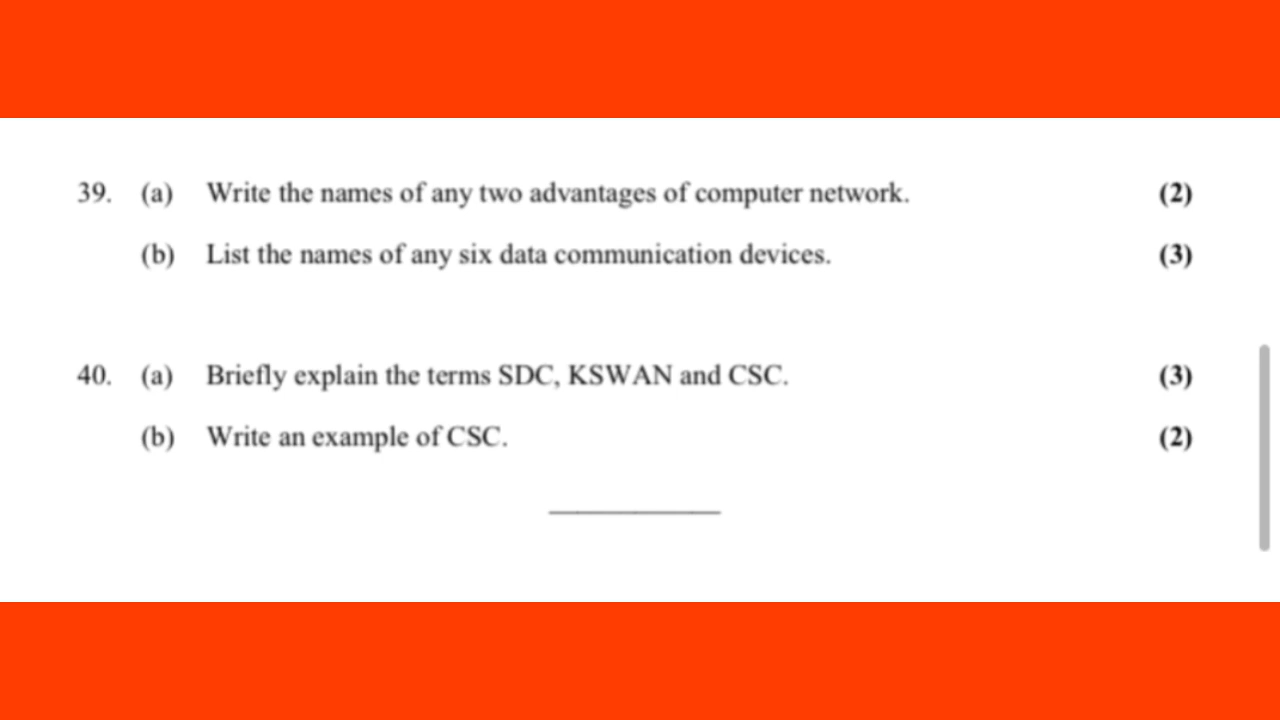 39. (a) Write the names of any two advantages of computer network. (2)
(b) List the names of any six data communication devices. (3)
40. (a) Briefly explain the terms SDC, KSWAN and CSC. (3)
(b) Write an example of CSC. (2)